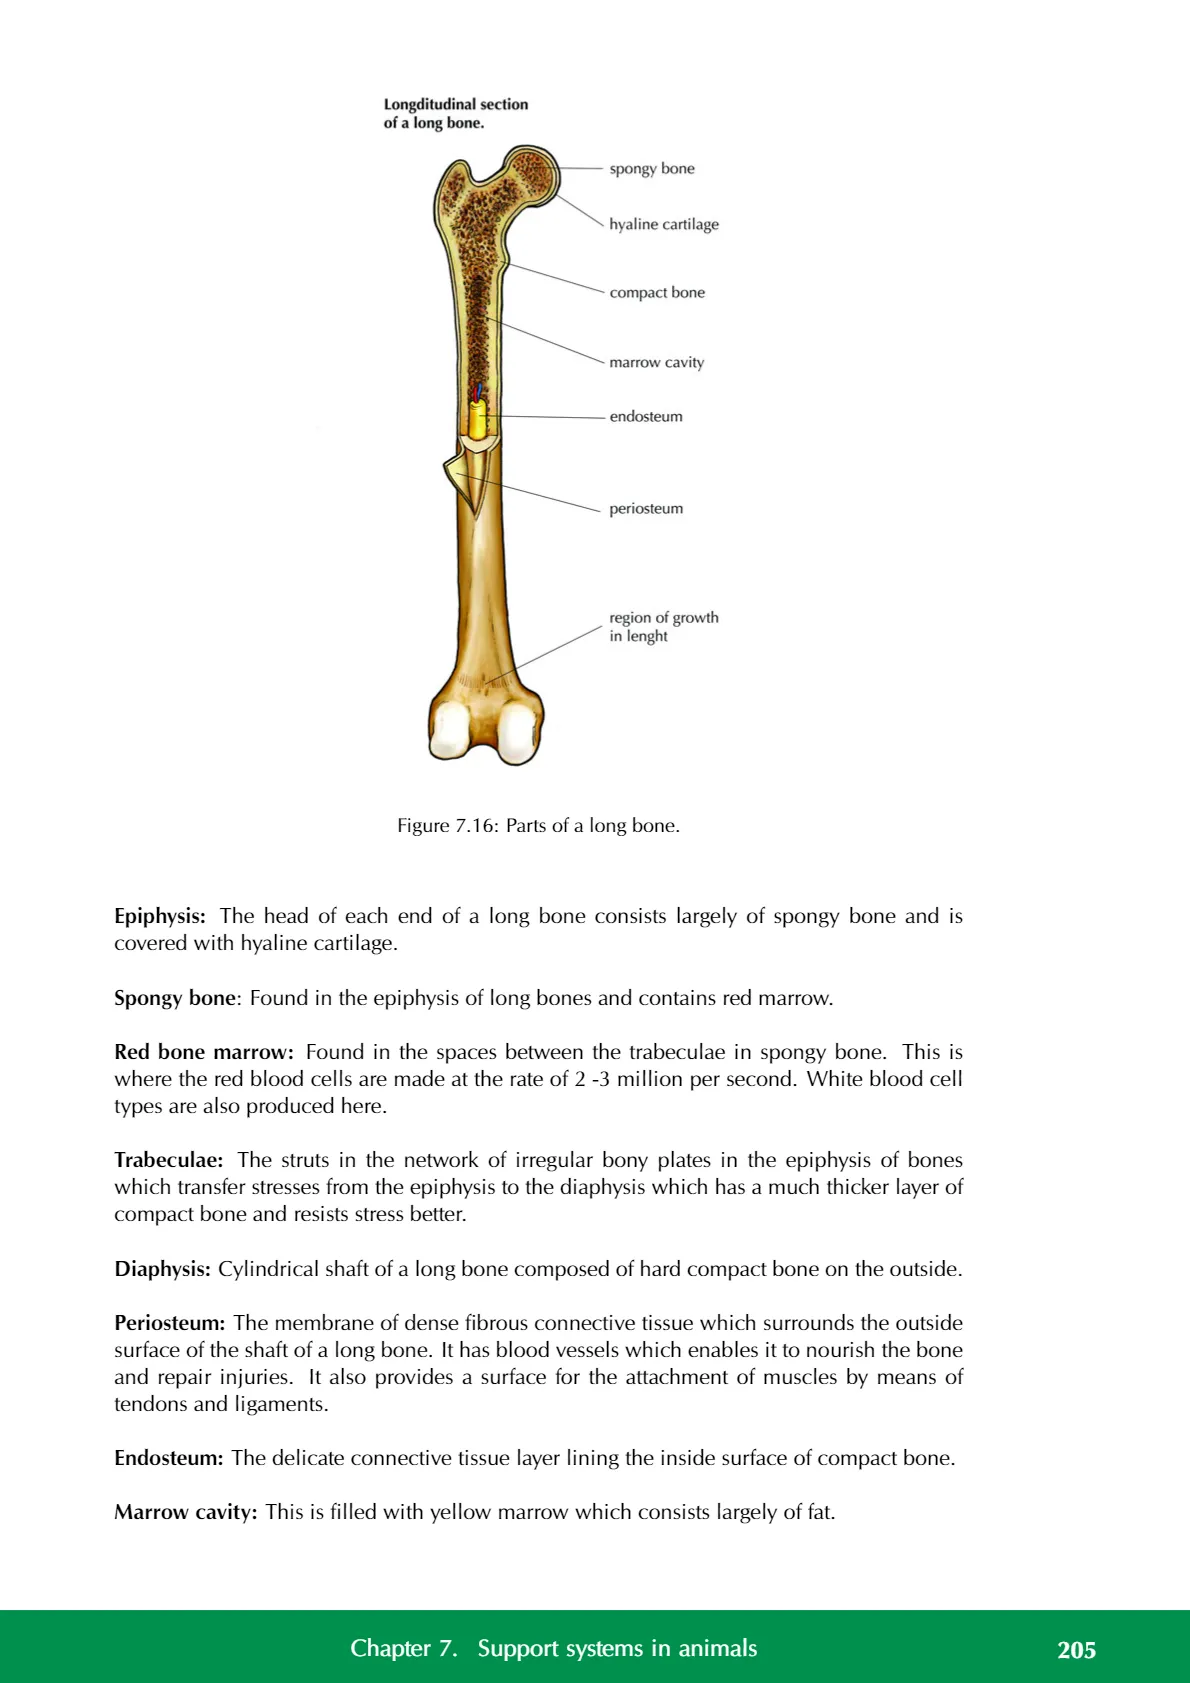 Longditudinal section
of a long bone.
spongy bone
hyaline cartilage
compact bone
marrow cavity
endosteum
periosteum
region of growth
in lenght
Figure 7.16: Parts of a long bone.
Epiphysis: The head of each end of a long bone consists largely of spongy bone and is
covered with hyaline cartilage.
Spongy bone: Found in the epiphysis of long bones and contains red marrow.
Red bone marrow: Found in the spaces between the trabeculae in spongy bone. This is
where the red blood cells are made at the rate of 2 -3 million per second. White blood cell
types are also produced here.
Trabeculae: The struts in the network of irregular bony plates in the epiphysis of bones
which transfer stresses from the epiphysis to the diaphysis which has a much thicker layer of
compact bone and resists stress better.
Diaphysis: Cylindrical shaft of a long bone composed of hard compact bone on the outside.
Periosteum: The membrane of dense fibrous connective tissue which surrounds the outside
surface of the shaft of a long bone. It has blood vessels which enables it to nourish the bone
and repair injuries. It also provides a surface for the attachment of muscles by means of
tendons and ligaments.
Endosteum: The delicate connective tissue layer lining the inside surface of compact bone.
Marrow cavity: This is filled with yellow marrow which consists largely of fat.
Chapter 7. Support systems in animals 205